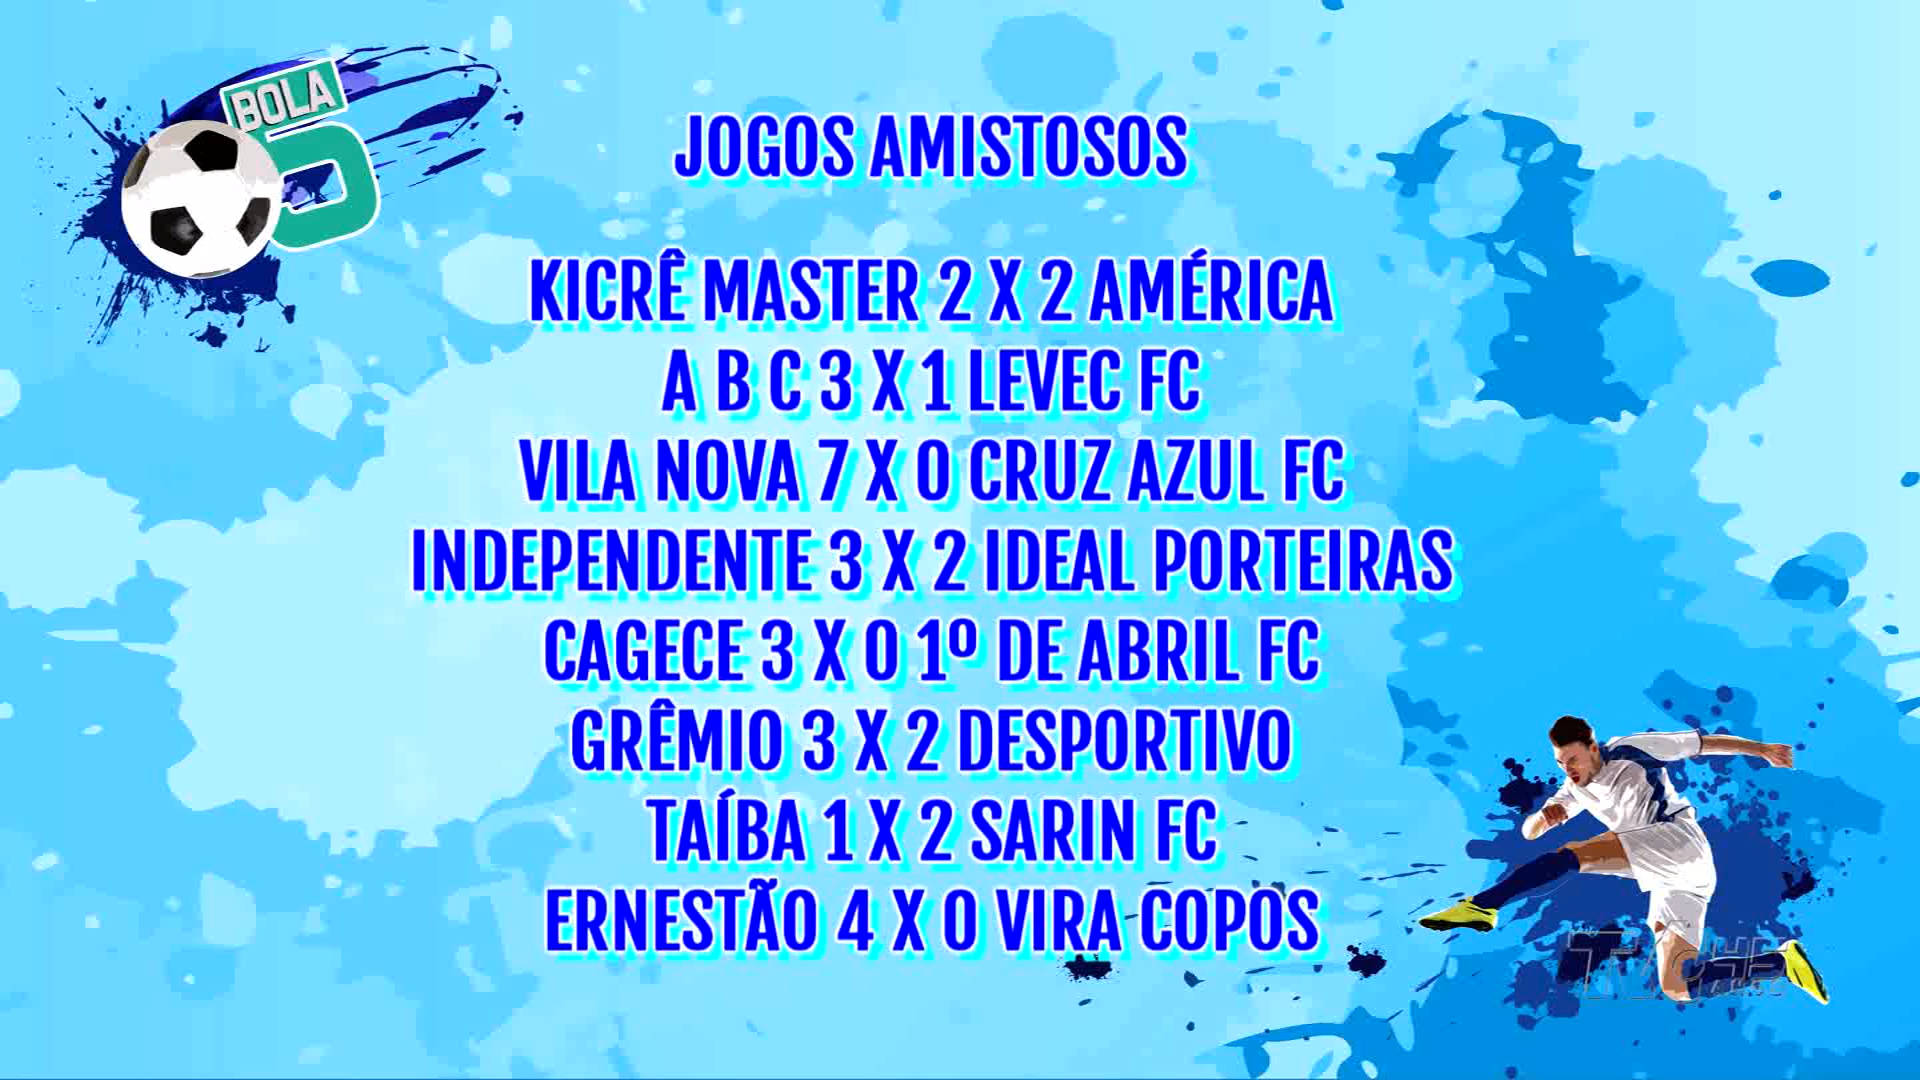 BOLA
5
JOGOS AMISTOSOS
KICRÊ MASTER 2 X 2 AMÉRICA
A B C 3 X 1 LEVEC FC
VILA NOVA 7 X 0 CRUZ AZUL FC
INDEPENDENTE 3 X 2 IDEAL PORTEIRAS
CAGECE 3 X 0 1º DE ABRIL FC
GRÊMIO 3 X 2 DESPORTIVO
TAÍBA 1 X 2 SARIN FC
ERNESTÃO 4 X 0 VIRA COPOS